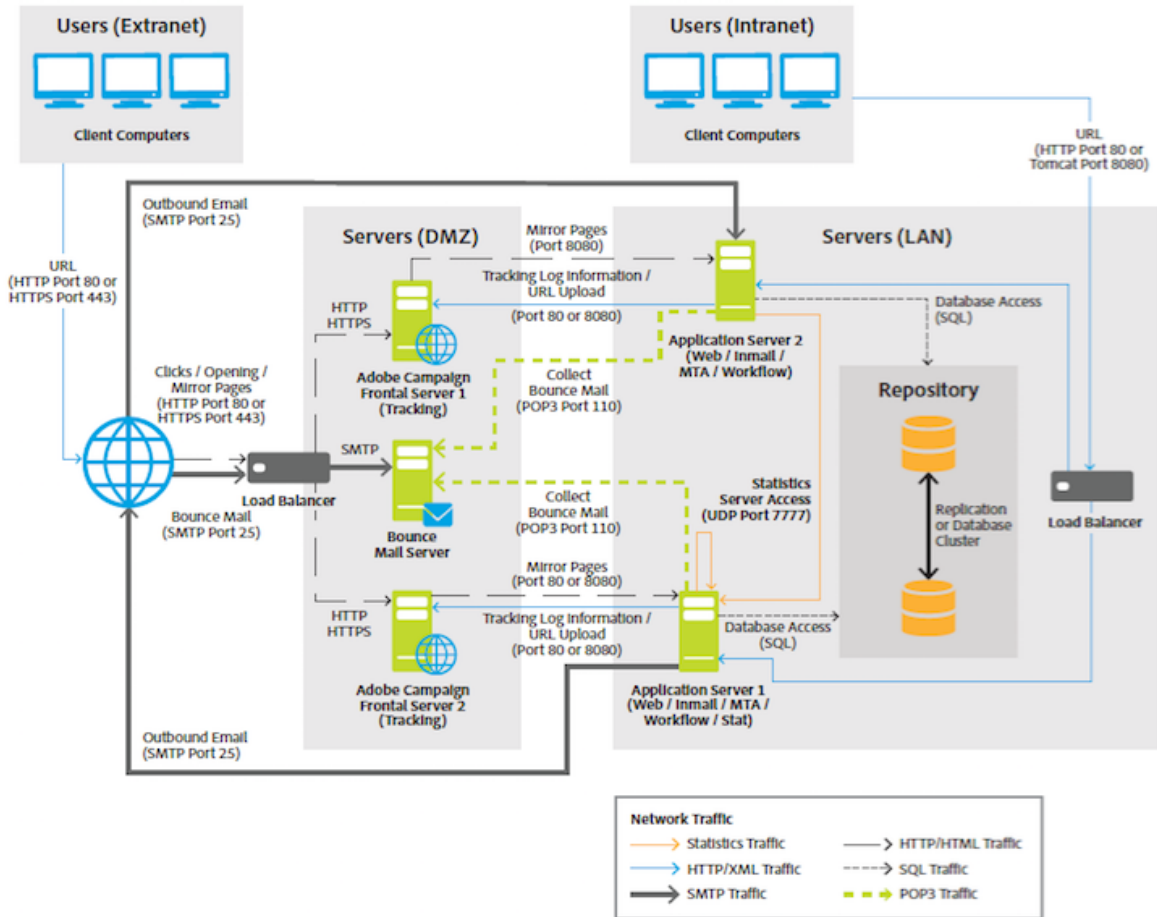 Users (Extranet)
Client Computers
Users (Intranet)
Client Computers
URL
(HTTP Port 80 or
Tomcat Port 8080)
Outbound Email
(SMTP Port 25)
URL
(HTTP Port 80 or
HTTPS Port 443)
Servers (DMZ)
Servers (LAN)
Mirror Pages
(Port 8080)
Tracking Log Information /
URL Upload
(Port 80 or 8080)
HTTP
HTTPS
Adobe Campaign
Frontal Server 1
(Tracking)
Application Server 2
(Web / Inmail /
MTA / Workflow)
Database Access
(SQL)
Clicks / Opening /
Mirror Pages
(HTTP Port 80 or
HTTPS Port 443)
Collect
Bounce Mail
(POP3 Port 110)
Repository
SMTP
Load Balancer
Bounce Mail
(SMTP Port 25)
Bounce
Mail Server
Collect
Bounce Mail
(POP3 Port 110)
Statistics
Server Access
(UDP Port 7777)
Replication
or Database
Cluster
Load Balancer
Mirror Pages
(Port 80 or 8080)
HTTP
HTTPS
Tracking Log Information /
URL Upload
(Port 80 or 8080)
Database Access
(SQL)
Adobe Campaign
Frontal Server 2
(Tracking)
Application Server 1
(Web / Inmail / MTA /
Workflow / Stat)
Outbound Email
(SMTP Port 25)
Network Traffic
Statistics Traffic
HTTP/HTML Traffic
HTTP/XML Traffic
SQL Traffic
SMTP Traffic
POP3 Traffic